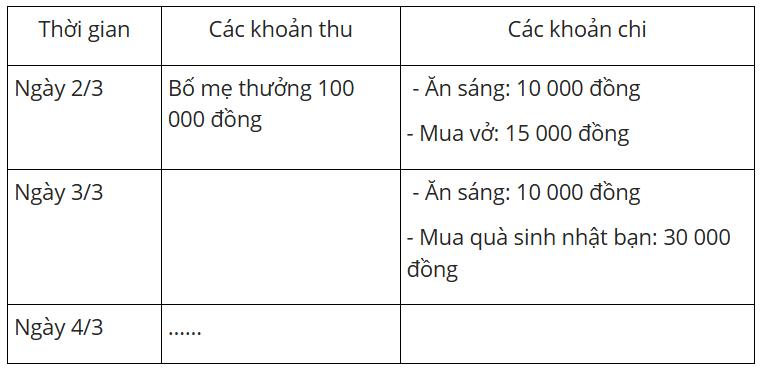 Thời gian
Các khoản thu
Các khoản chi
Ngày 2/3
Bố mẹ thưởng 100
000 đồng
- Ăn sáng: 10 000 đồng
- Mua vở: 15 000 đồng
Ngày 3/3
- Ăn sáng: 10 000 đồng
- Mua quà sinh nhật bạn: 30 000
đồng
Ngày 4/3
......